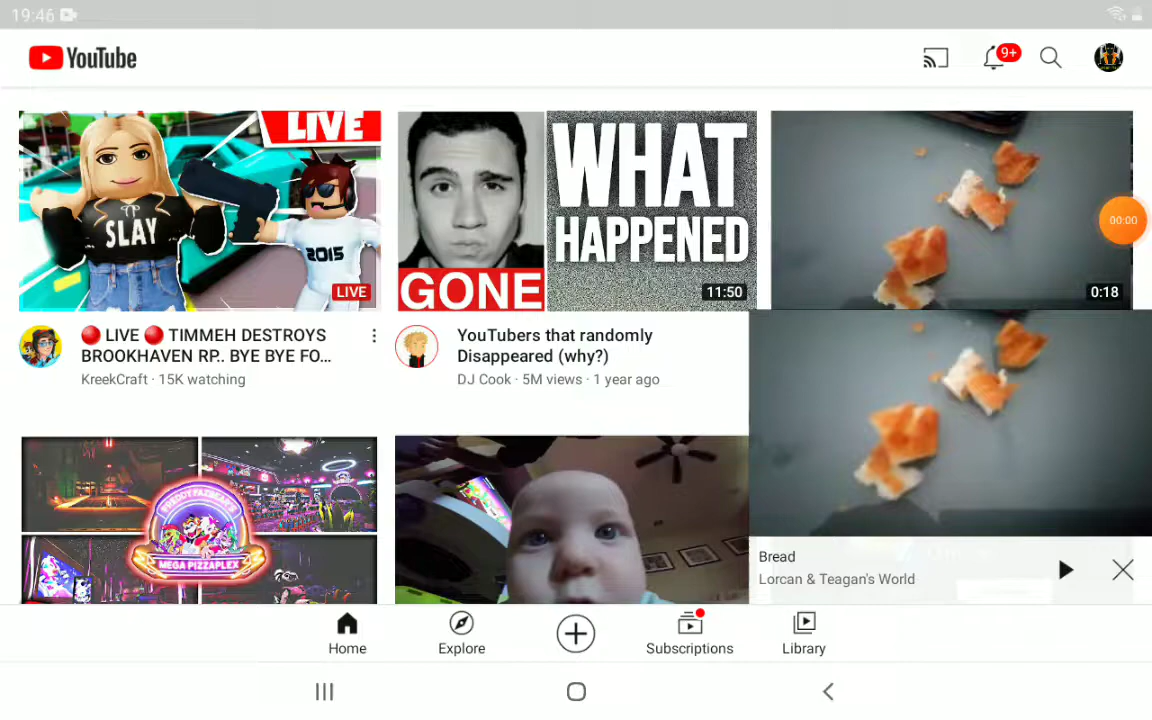 19:46
YouTube
9+
LIVE
SLAY
2015
LIVE
GONE
WHAT
HAPPENED
11:50
0:18
00:00
🔴 LIVE 🔴 TIMMEH DESTROYS
BROOKHAVEN RP.. BYE BYE FO...
KreekCraft · 15K watching
YouTubers that randomly
Disappeared (why?)
DJ Cook · 5M views · 1 year ago
FREDDY FAZBEAR'S
MEGA PIZZAPLEX
Bread
Lorcan & Teagan's World
Home
Explore
Subscriptions
Library